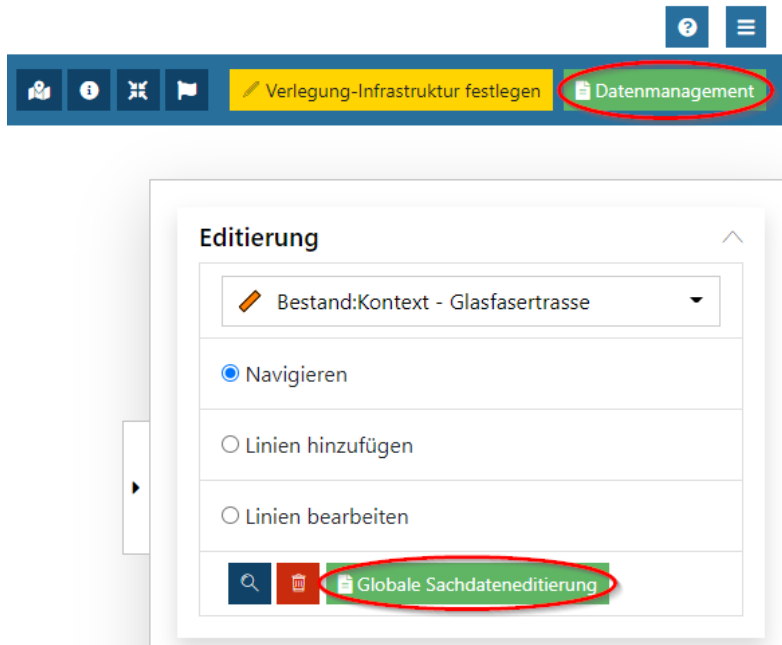 Verlegung-Infrastruktur festlegen Datenmanagement
Editierung
Bestand:Kontext - Glasfasertrasse
Navigieren
Linien hinzufügen
Linien bearbeiten
Globale Sachdateneditierung